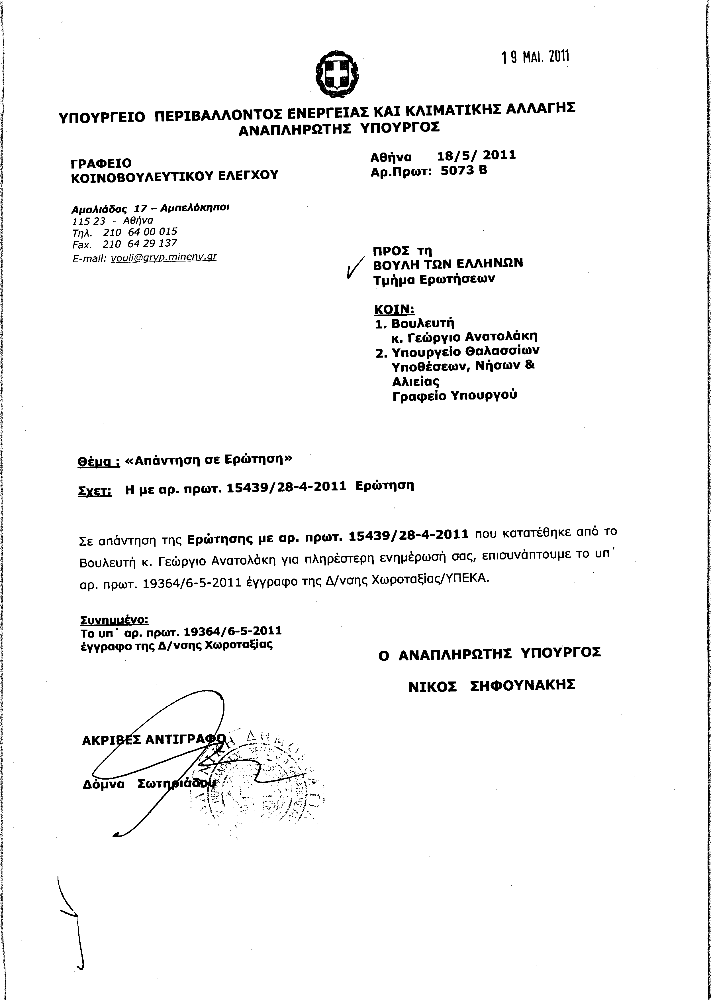 19 ΜΑΙ. 2011
ΥΠΟΥΡΓΕΙΟ ΠΕΡΙΒΑΛΛΟΝΤΟΣ ΕΝΕΡΓΕΙΑΣ ΚΑΙ ΚΛΙΜΑΤΙΚΗΣ ΑΛΛΑΓΗΣ
ΑΝΑΠΛΗΡΩΤΗΣ ΥΠΟΥΡΓΟΣ
ΓΡΑΦΕΙΟ
ΚΟΙΝΟΒΟΥΛΕΥΤΙΚΟΥ ΕΛΕΓΧΟΥ
Αθήνα 18/5/ 2011
Αρ.Πρωτ: 5073 Β
Αμαλιάδος 17 – Αμπελόκηποι
115 23 - Αθήνα
Τηλ. 210 64 00 015
Fax. 210 64 29 137
E-mail: vouli@gryp.minenv.gr
ΠΡΟΣ τη
ΒΟΥΛΗ ΤΩΝ ΕΛΛΗΝΩΝ
Τμήμα Ερωτήσεων
ΚΟΙΝ:
1. Βουλευτή
κ. Γεώργιο Ανατολάκη
2. Υπουργείο Θαλασσίων
Υποθέσεων, Νήσων &
Αλιείας
Γραφείο Υπουργού
Θέμα : «Απάντηση σε Ερώτηση»
Σχετ: Η με αρ. πρωτ. 15439/28-4-2011 Ερώτηση
Σε απάντηση της Ερώτησης με αρ. πρωτ. 15439/28-4-2011 που κατατέθηκε από το
Βουλευτή κ. Γεώργιο Ανατολάκη για πληρέστερη ενημέρωσή σας, επισυνάπτουμε το υπ΄
αρ. πρωτ. 19364/6-5-2011 έγγραφο της Δ/νσης Χωροταξίας/ΥΠΕΚΑ.
Συνημμένο:
Το υπ΄ αρ. πρωτ. 19364/6-5-2011
έγγραφο της Δ/νσης Χωροταξίας
Ο ΑΝΑΠΛΗΡΩΤΗΣ ΥΠΟΥΡΓΟΣ
ΝΙΚΟΣ ΣΗΦΟΥΝΑΚΗΣ
ΑΚΡΙΒΕΣ ΑΝΤΙΓΡΑΦΟ
Δόμνα Σωτηριάδου